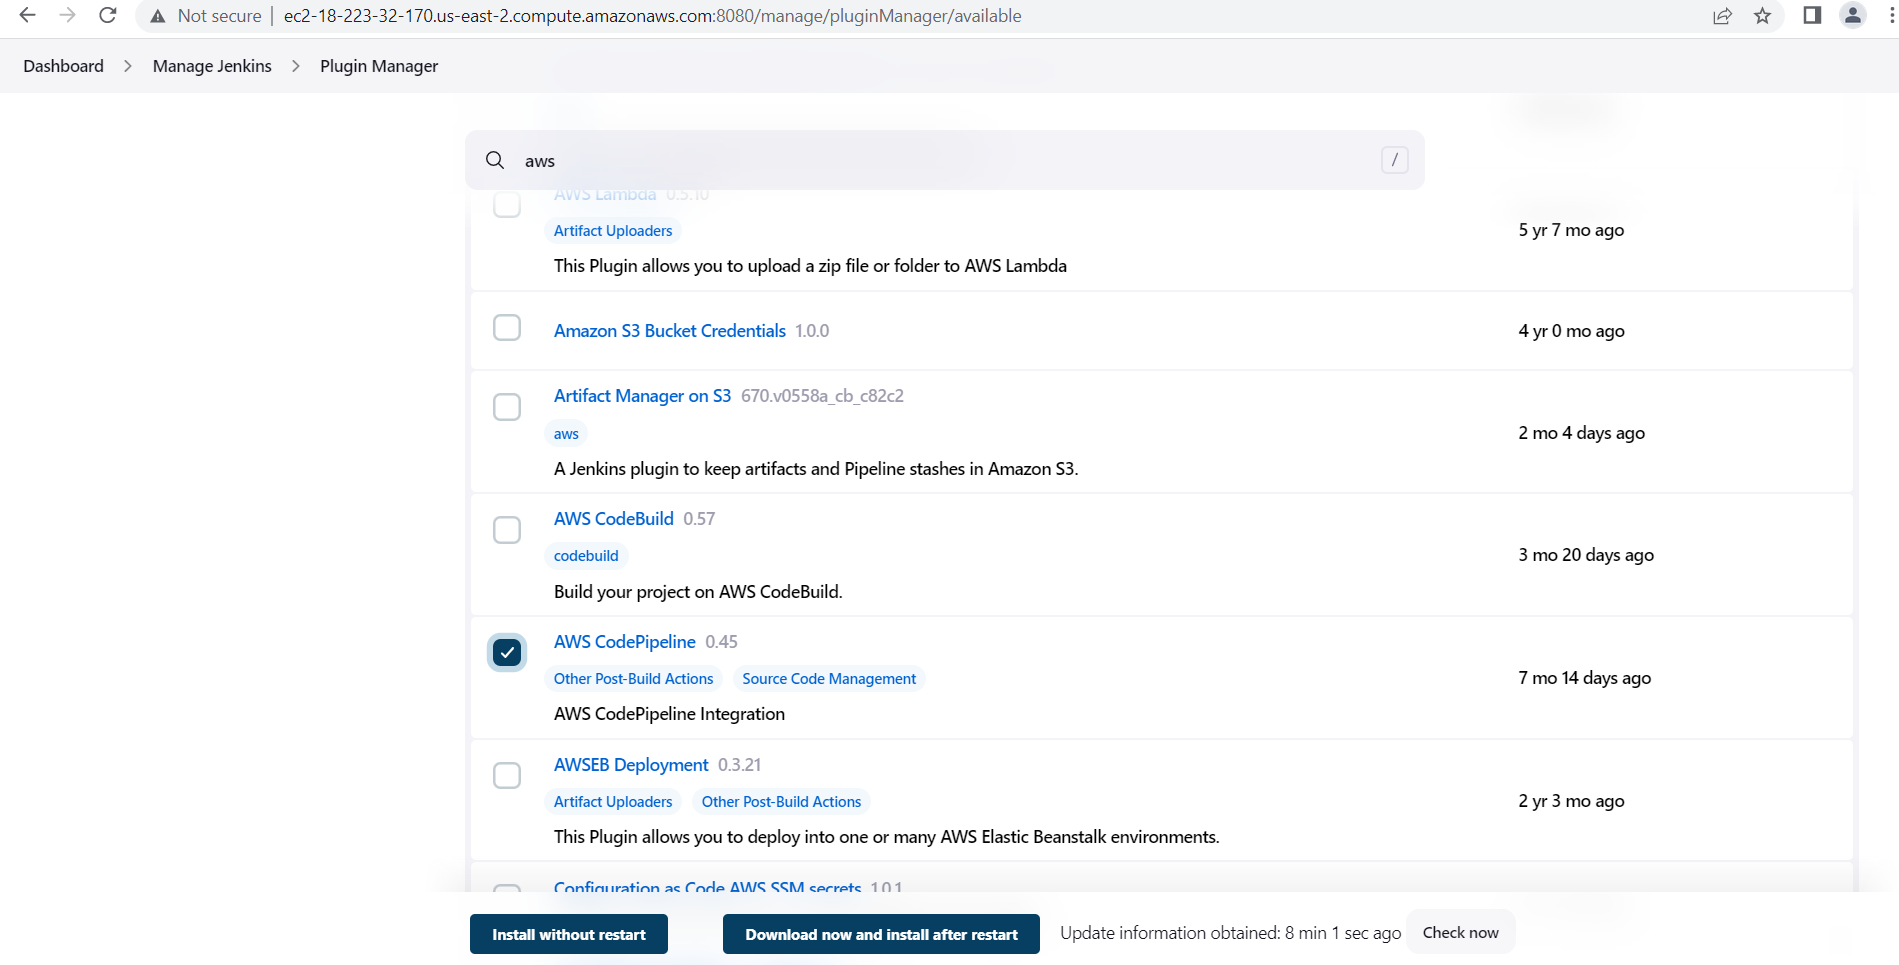 Not secure | ec2-18-223-32-170.us-east-2.compute.amazonaws.com:8080/manage/pluginManager/available
Dashboard > Manage Jenkins > Plugin Manager
aws /
AWS Lambda 0.5.10
Artifact Uploaders
5 yr 7 mo ago
This Plugin allows you to upload a zip file or folder to AWS Lambda
Amazon S3 Bucket Credentials 1.0.0 4 yr 0 mo ago
Artifact Manager on S3 670.v0558a_cb_c82c2
aws
2 mo 4 days ago
A Jenkins plugin to keep artifacts and Pipeline stashes in Amazon S3.
AWS CodeBuild 0.57
codebuild
3 mo 20 days ago
Build your project on AWS CodeBuild.
AWS CodePipeline 0.45
Other Post-Build Actions Source Code Management
7 mo 14 days ago
AWS CodePipeline Integration
AWSEB Deployment 0.3.21
Artifact Uploaders Other Post-Build Actions
2 yr 3 mo ago
This Plugin allows you to deploy into one or many AWS Elastic Beanstalk environments.
Configuration as Code AWS SSM secrets 1.0.1
Install without restart Download now and install after restart Update information obtained: 8 min 1 sec ago Check now